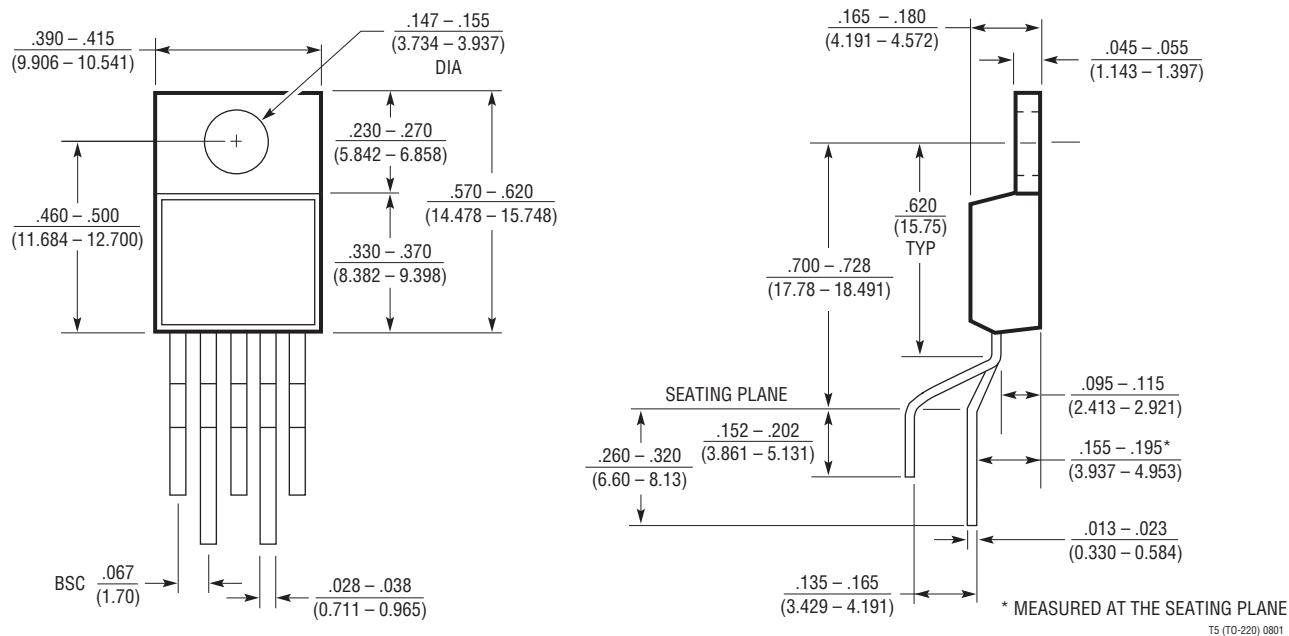 .390 – .415
(9.906 – 10.541)
.147 – .155
(3.734 – 3.937)
DIA
.230 – .270
(5.842 – 6.858)
.570 – .620
(14.478 – 15.748)
.460 – .500
(11.684 – 12.700)
.330 – .370
(8.382 – 9.398)
BSC .067
(1.70)
.028 – .038
(0.711 – 0.965)
.165 – .180
(4.191 – 4.572)
.045 – .055
(1.143 – 1.397)
.620
(15.75)
TYP
.700 – .728
(17.78 – 18.491)
SEATING PLANE
.095 – .115
(2.413 – 2.921)
.152 – .202
(3.861 – 5.131)
.260 – .320
(6.60 – 8.13)
.155 – .195*
(3.937 – 4.953)
.013 – .023
(0.330 – 0.584)
.135 – .165
(3.429 – 4.191)
* MEASURED AT THE SEATING PLANE
T5 (TO-220) 0801